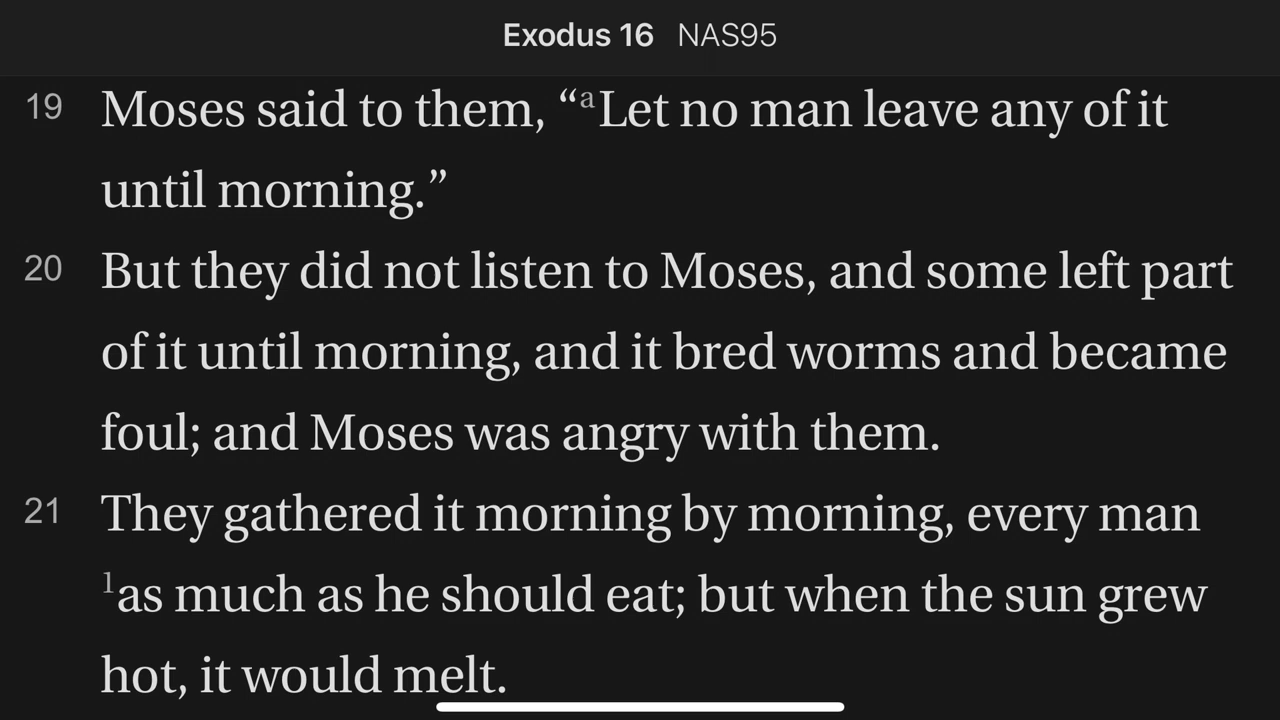 Exodus 16 NAS95
19 Moses said to them, “aLet no man leave any of it
until morning.”
20 But they did not listen to Moses, and some left part
of it until morning, and it bred worms and became
foul; and Moses was angry with them.
21 They gathered it morning by morning, every man
1as much as he should eat; but when the sun grew
hot, it would melt.